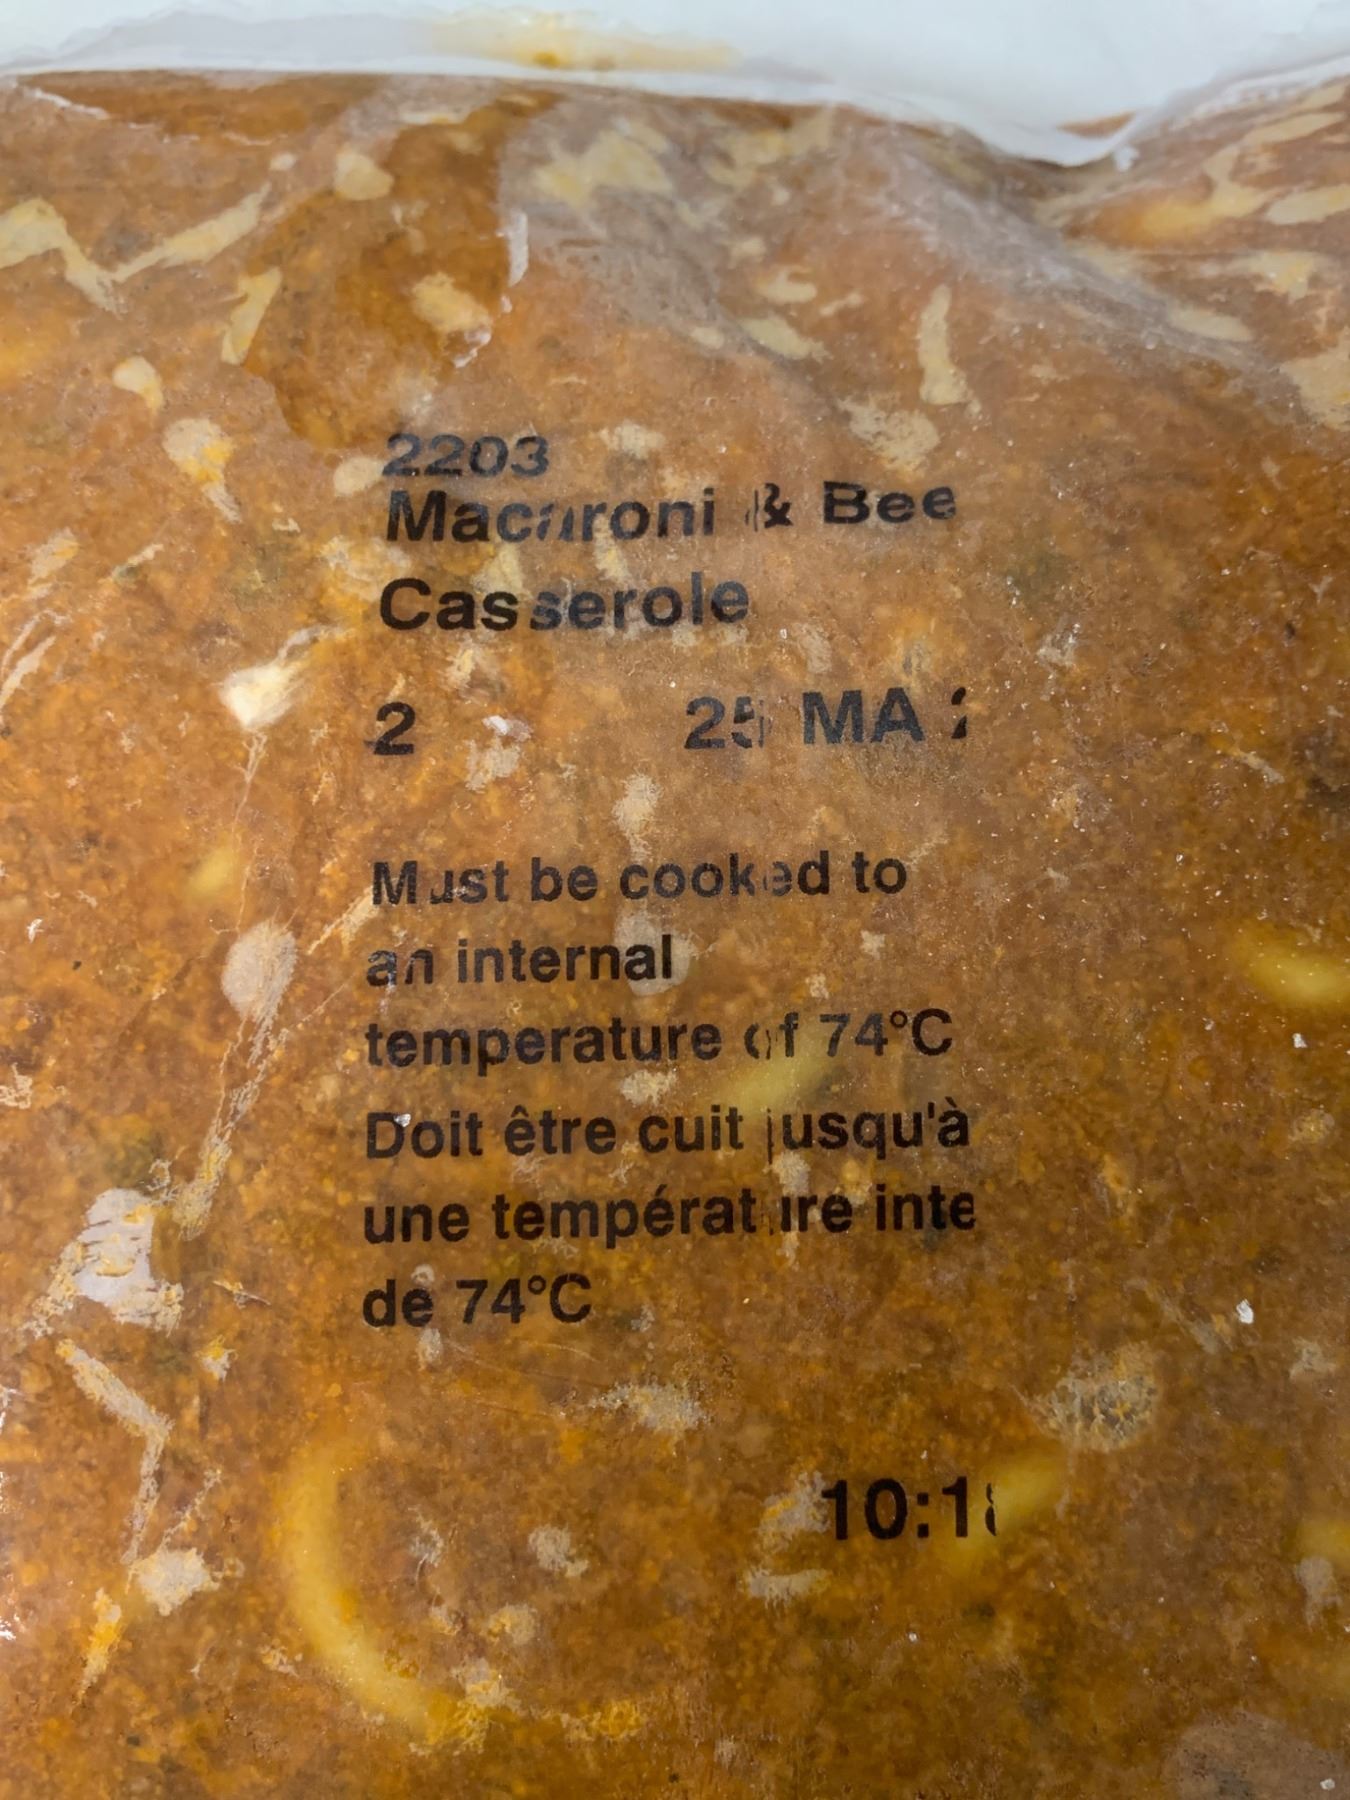 2203
Macaroni & Bee
Casserole
2 25 MA
Must be cooked to
an internal
temperature of 74°C
Doit être cuit jusqu'à
une température inte
de 74°C
10:1